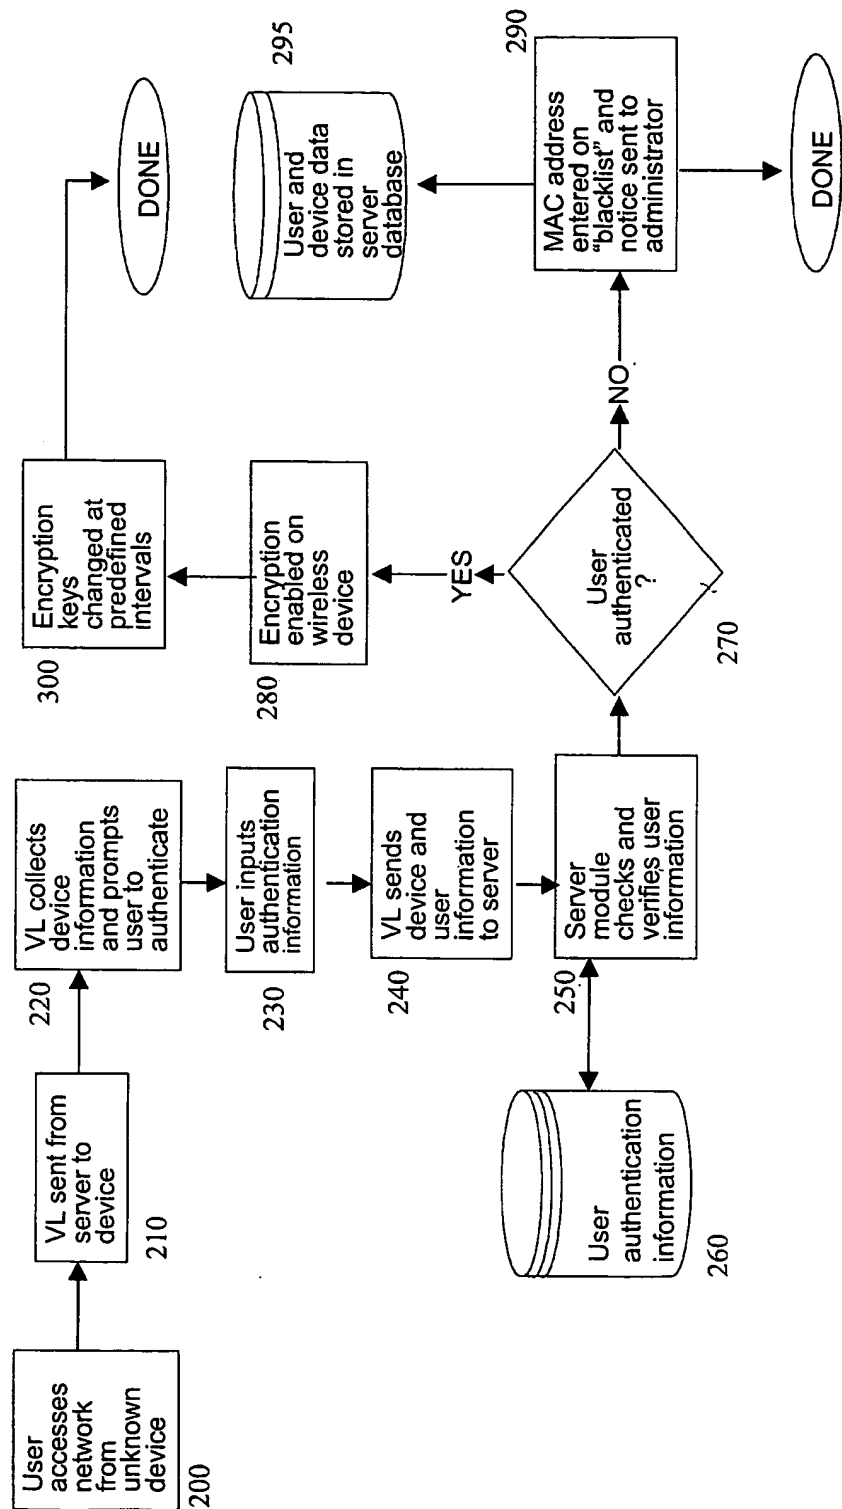 User
accesses
network
from
unknown
device
200
VL sent from
server to
device
210
VL collects
device
information
and prompts
user to
authenticate
220
User inputs
authentication
information
230
VL sends
device and
user
information
to server
240
Server
module
checks and
verifies user
information
250
User
authentication
information
260
User
authenticated
?
270
YES
NO
Encryption
enabled on
wireless
device
280
Encryption
keys
changed at
predefined
intervals
300
DONE
MAC address
entered on
“blacklist” and
notice sent to
administrator
290
User and
device data
stored in
server
database
295
DONE